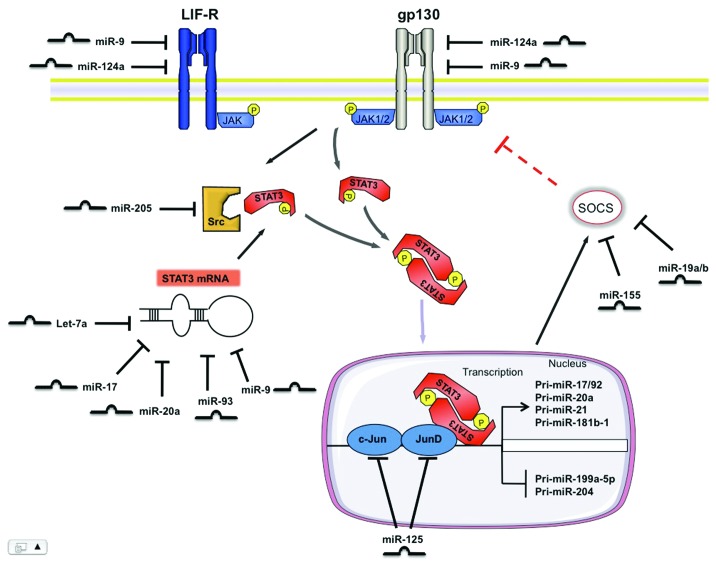 LIF-R
gp130
miR-9
miR-124a
miR-124a
miR-9
P
JAK
P
JAK1/2
P
JAK1/2
STAT3
P
STAT3
P
Src
miR-205
SOCS
STAT3
P
P
STAT3
miR-19a/b
miR-155
STAT3 mRNA
Let-7a
miR-17
miR-20a
miR-93
miR-9
Nucleus
Transcription
STAT3
P
P
STAT3
Pri-miR-17/92
Pri-miR-20a
Pri-miR-21
Pri-miR-181b-1
c-Jun
JunD
Pri-miR-199a-5p
Pri-miR-204
miR-125